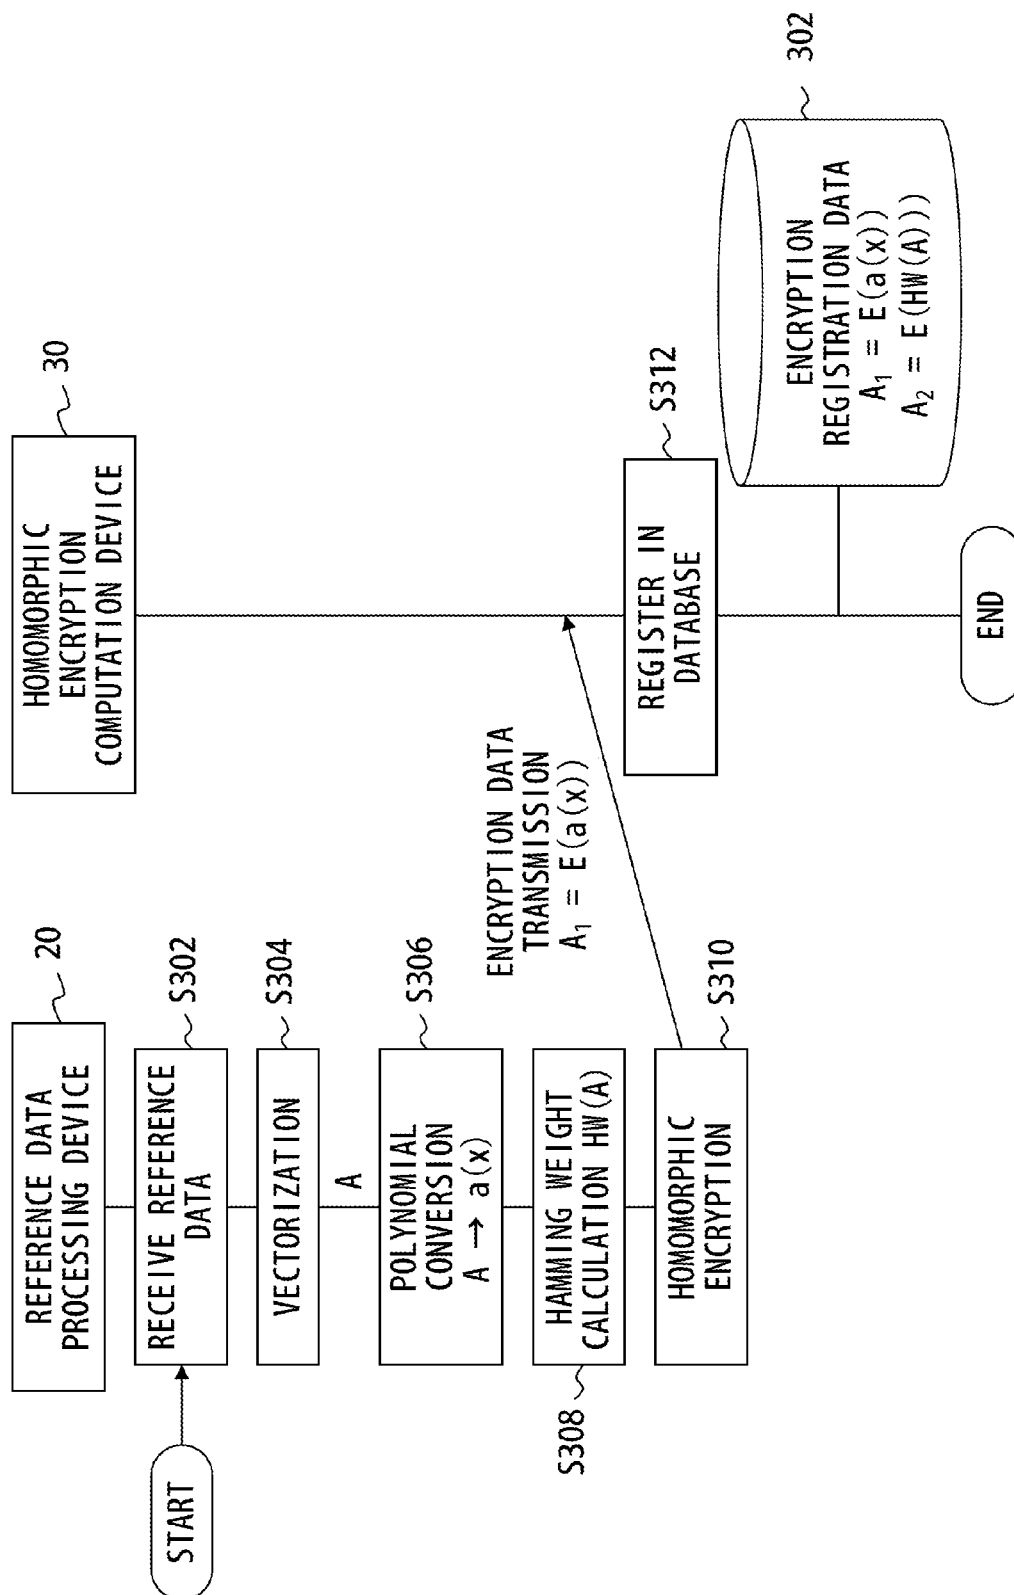 START
REFERENCE DATA
PROCESSING DEVICE
20
RECEIVE REFERENCE
DATA
S302
VECTORIZATION
S304
A
POLYNOMIAL
CONVERSION
A → a(x)
S306
HAMMING WEIGHT
CALCULATION HW(A)
S308
HOMOMORPHIC
ENCRYPTION
S310
ENCRYPTION DATA
TRANSMISSION
A₁ = E(a(x))
HOMOMORPHIC
ENCRYPTION
COMPUTATION DEVICE
30
REGISTER IN
DATABASE
S312
ENCRYPTION
REGISTRATION DATA
A₁ = E(a(x))
A₂ = E(HW(A)))
302
END